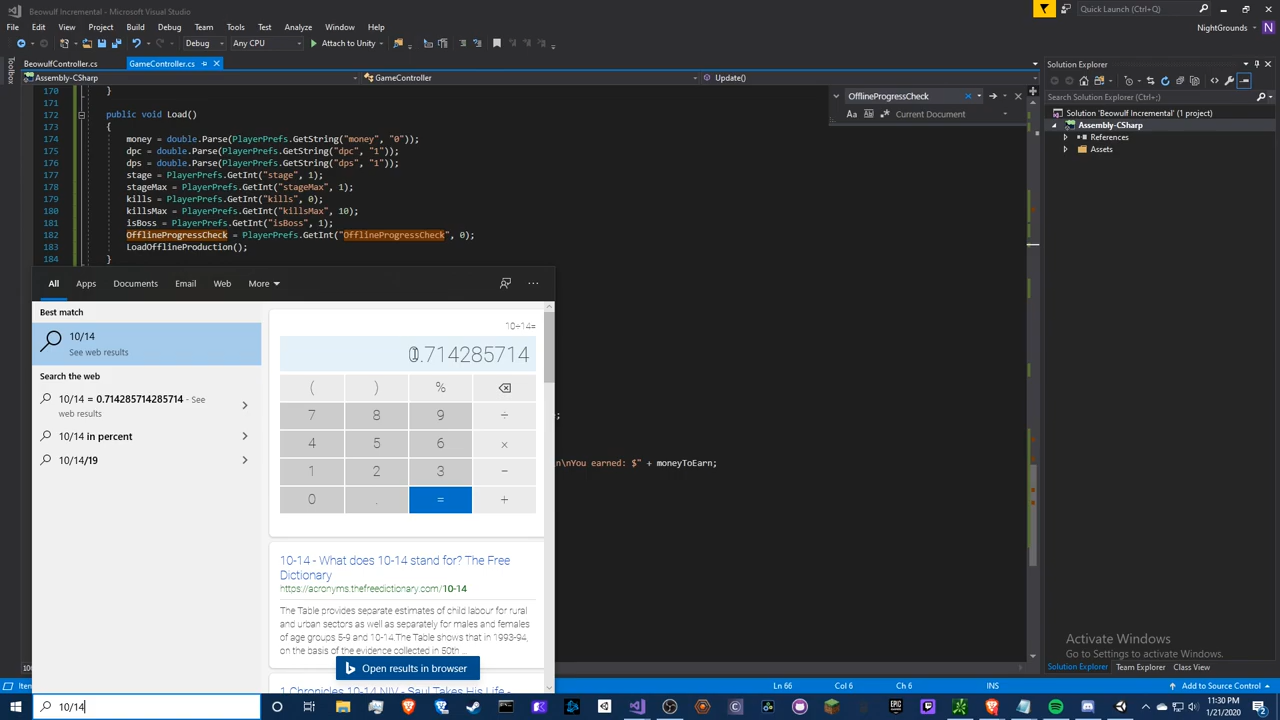 Beowulf Incremental - Microsoft Visual Studio
Quick Launch (Ctrl+Q)
File Edit View Project Build Debug Team Tools Test Analyze Window Help
NightGrounds N
Debug Any CPU Attach to Unity
Toolbox
BeowulfController.cs GameController.cs
Assembly-CSharp GameController Update()
170 }
171
172 public void Load()
173 {
174 money = double.Parse(PlayerPrefs.GetString("money", "0"));
175 dpc = double.Parse(PlayerPrefs.GetString("dpc", "1"));
176 dps = double.Parse(PlayerPrefs.GetString("dps", "1"));
177 stage = PlayerPrefs.GetInt("stage", 1);
178 stageMax = PlayerPrefs.GetInt("stageMax", 1);
179 kills = PlayerPrefs.GetInt("kills", 0);
180 killsMax = PlayerPrefs.GetInt("killsMax", 10);
181 isBoss = PlayerPrefs.GetInt("isBoss", 1);
182 OfflineProgressCheck = PlayerPrefs.GetInt("OfflineProgressCheck", 0);
183 LoadOfflineProduction();
184 }
OfflineProgressCheck
Aa Current Document
Solution Explorer
Search Solution Explorer (Ctrl+;)
Solution 'Beowulf Incremental' (1 project)
Assembly-CSharp
References
Assets
All Apps Documents Email Web More
Best match
10/14
See web results
Search the web
10/14 = 0.714285714285714 - See
web results
10/14 in percent
10/14/19
10÷14=
0.714285714
( ) %
7 8 9 ÷
4 5 6 ×
1 2 3 −
0 . = +
10-14 - What does 10-14 stand for? The Free
Dictionary
https://acronyms.thefreedictionary.com/10-14
The Table provides separate estimates of child labour for rural
and urban sectors as well as separately for males and females
of age groups 5-9 and 10-14.The Table shows that in 1993-94,
on the basis of the evidence collected in 50th ...
Open results in browser
1 Chronicles 10-14 NIV - Saul Takes His Life -
;
n\nYou earned: $" + moneyToEarn;
Activate Windows
Go to Settings to activate Windows.
Solution Explorer Team Explorer Class View
Ln 66 Col 6 Ch 6 INS Add to Source Control
10/14
11:30 PM
1/21/2020